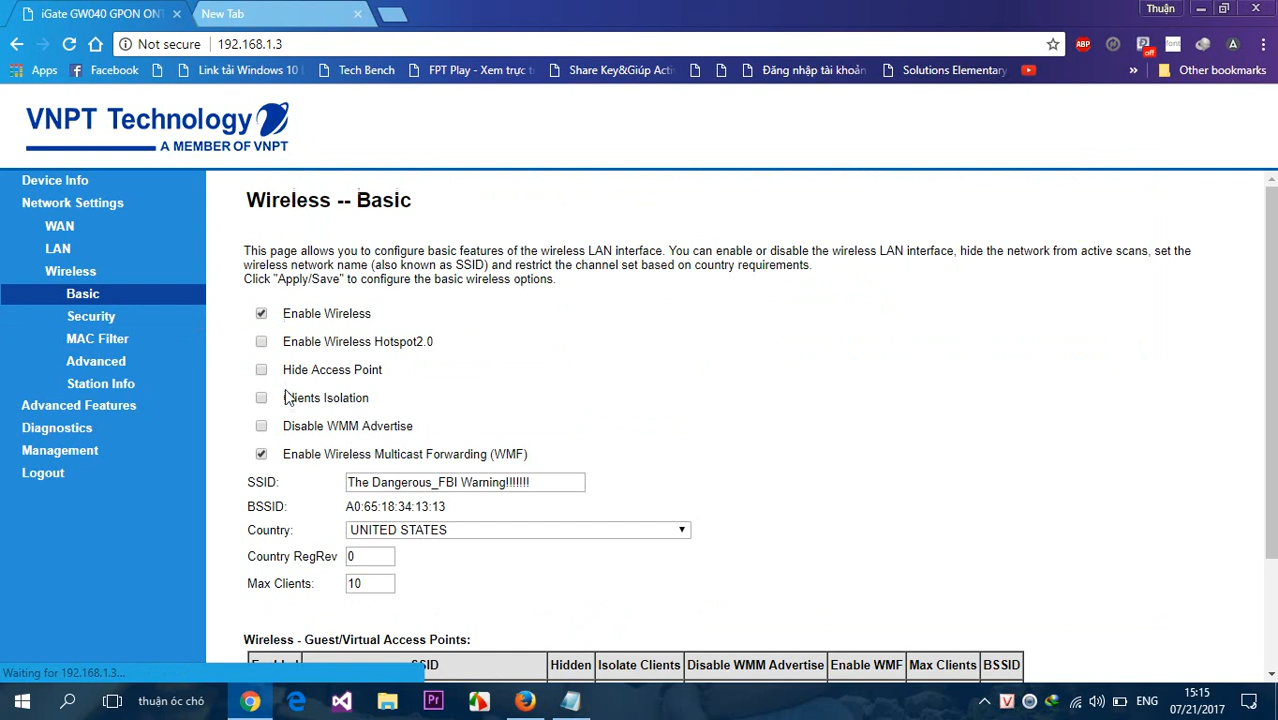 iGate GW040 GPON ON
New Tab
Thuận
Not secure
192.168.1.3
ABP
off
font
A
Apps
Facebook
Link tải Windows 10
Tech Bench
FPT Play - Xem trực
Share Key&Giúp Acti
Đăng nhập tài khoản
Solutions Elementary
»
Other bookmarks
VNPT Technology
A MEMBER OF VNPT
Device Info
Network Settings
WAN
LAN
Wireless
Basic
Security
MAC Filter
Advanced
Station Info
Advanced Features
Diagnostics
Management
Logout
Wireless -- Basic
This page allows you to configure basic features of the wireless LAN interface. You can enable or disable the wireless LAN interface, hide the network from active scans, set the
wireless network name (also known as SSID) and restrict the channel set based on country requirements.
Click "Apply/Save" to configure the basic wireless options.
Enable Wireless
Enable Wireless Hotspot2.0
Hide Access Point
Clients Isolation
Disable WMM Advertise
Enable Wireless Multicast Forwarding (WMF)
SSID: The Dangerous_FBI Warning!!!!!!!
BSSID: A0:65:18:34:13:13
Country: UNITED STATES
Country RegRev 0
Max Clients: 10
Wireless - Guest/Virtual Access Points:
Enabled SSID Hidden Isolate Clients Disable WMM Advertise Enable WMF Max Clients BSSID
Waiting for 192.168.1.3...
thuận óc chó
Pr
V
ENG
15:15
07/21/2017